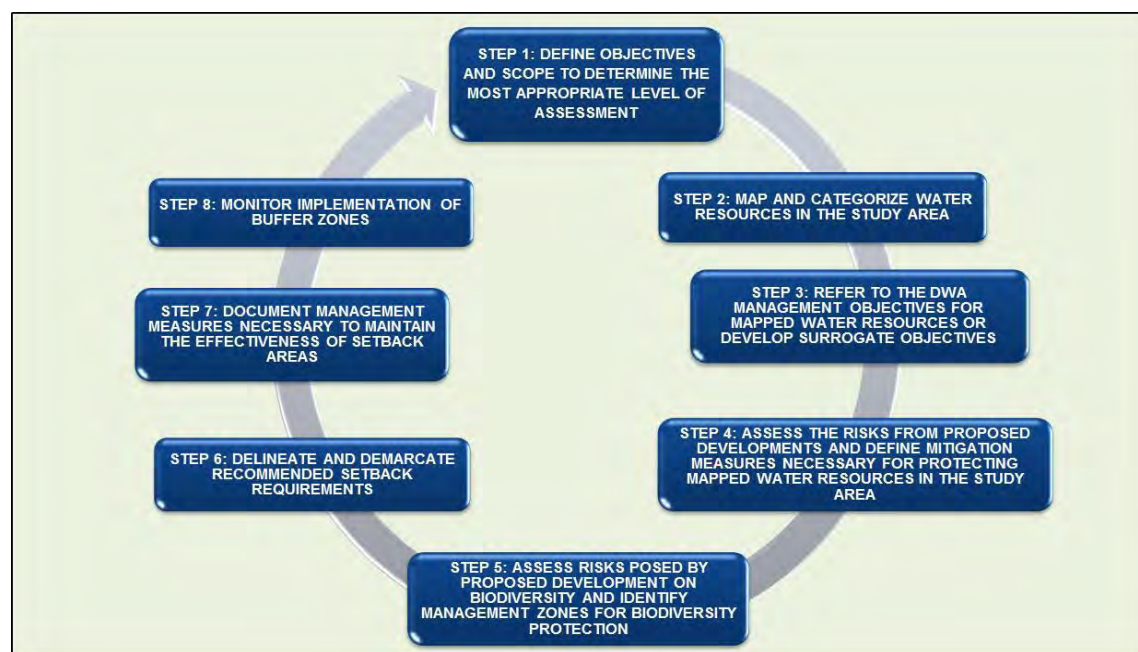 STEP 1: DEFINE OBJECTIVES
AND SCOPE TO DETERMINE THE
MOST APPROPRIATE LEVEL OF
ASSESSMENT
STEP 2: MAP AND CATEGORIZE WATER
RESOURCES IN THE STUDY AREA
STEP 3: REFER TO THE DWA
MANAGEMENT OBJECTIVES FOR
MAPPED WATER RESOURCES OR
DEVELOP SURROGATE OBJECTIVES
STEP 4: ASSESS THE RISKS FROM PROPOSED
DEVELOPMENTS AND DEFINE MITIGATION
MEASURES NECESSARY FOR PROTECTING
MAPPED WATER RESOURCES IN THE STUDY
AREA
STEP 5: ASSESS RISKS POSED BY
PROPOSED DEVELOPMENT ON
BIODIVERSITY AND IDENTIFY
MANAGEMENT ZONES FOR BIODIVERSITY
PROTECTION
STEP 6: DELINEATE AND DEMARCATE
RECOMMENDED SETBACK
REQUIREMENTS
STEP 7: DOCUMENT MANAGEMENT
MEASURES NECESSARY TO MAINTAIN
THE EFFECTIVENESS OF SETBACK
AREAS
STEP 8: MONITOR IMPLEMENTATION OF
BUFFER ZONES